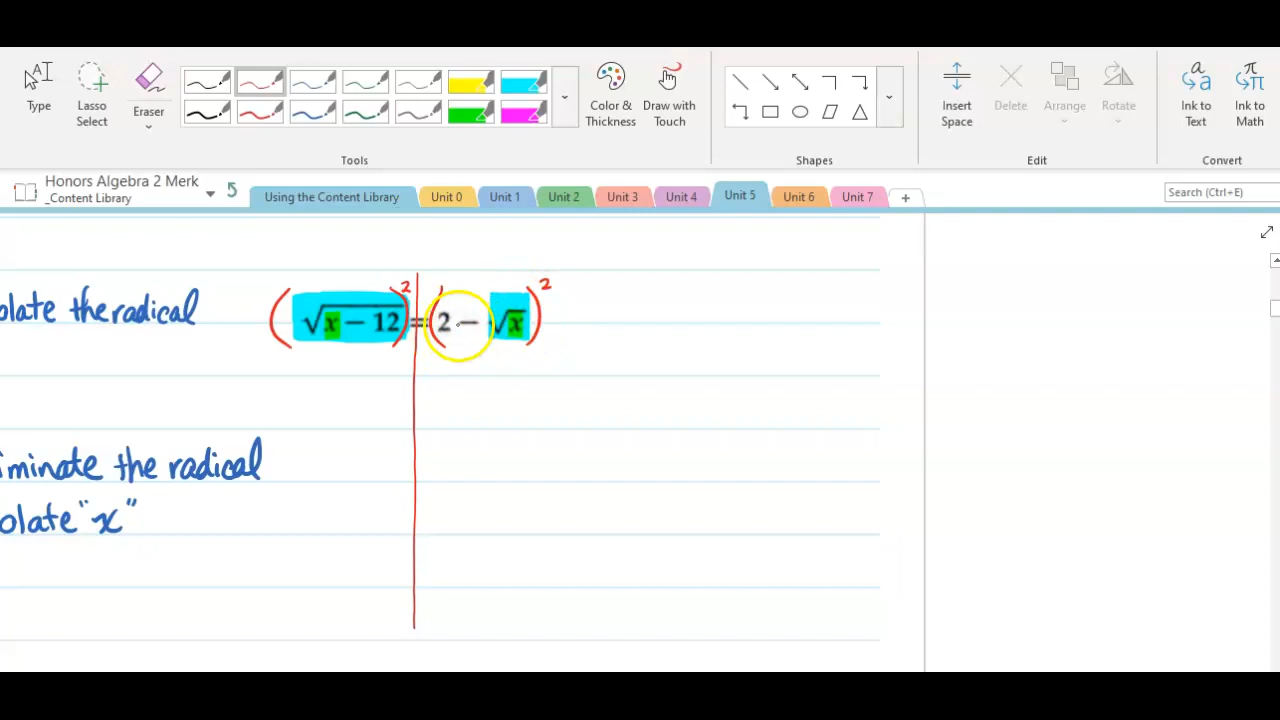 Type
Lasso Select
Eraser
Color & Thickness
Draw with Touch
Insert Space
Delete
Arrange
Rotate
Ink to Text
Ink to Math
Tools
Shapes
Edit
Convert
Honors Algebra 2 Merk
_Content Library
Using the Content Library
Unit 0
Unit 1
Unit 2
Unit 3
Unit 4
Unit 5
Unit 6
Unit 7
+
Search (Ctrl+E)
olate the radical
(√x − 12)² = (2 − √x)²
iminate the radical
olate "x"